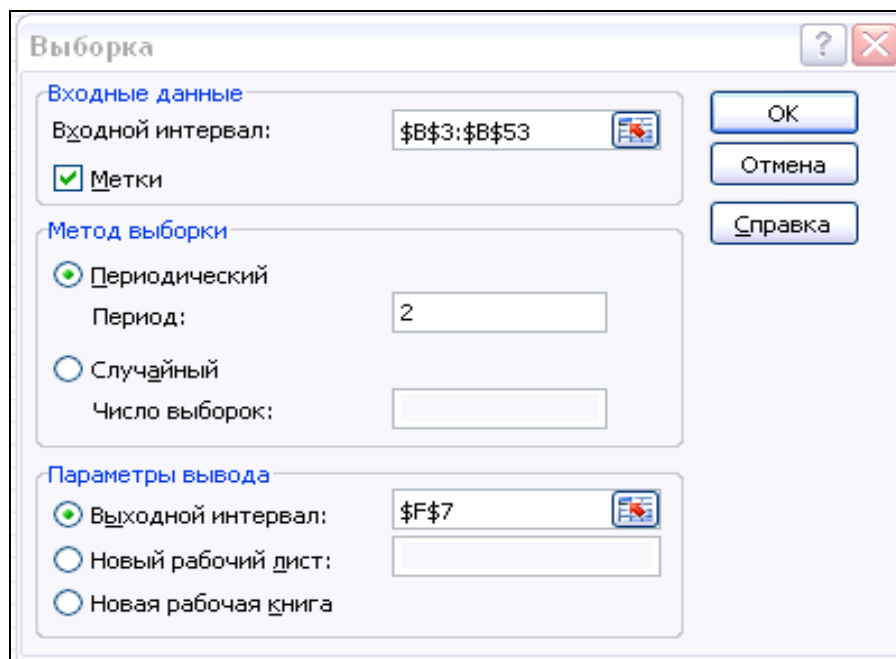 Выборка
Входные данные
Входной интервал: $B$3:$B$53
Метки
Метод выборки
Периодический
Период: 2
Случайный
Число выборок:
Параметры вывода
Выходной интервал: $F$7
Новый рабочий лист:
Новая рабочая книга
?
ОК
Отмена
Справка